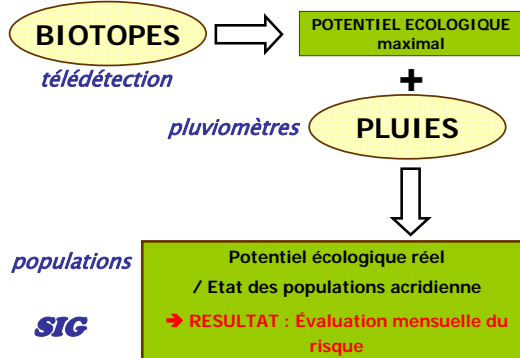 BIOTOPES
POTENTIEL ECOLOGIQUE
maximal
télédétection
+
pluviomètres
PLUIES
populations
Potentiel écologique réel
/ Etat des populations acridienne
SIG
➔ RESULTAT : Évaluation mensuelle du
risque